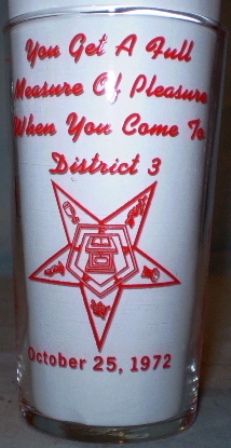 You Get A Full
Measure Of Pleasure
When You Come To
District 3
October 25, 1972